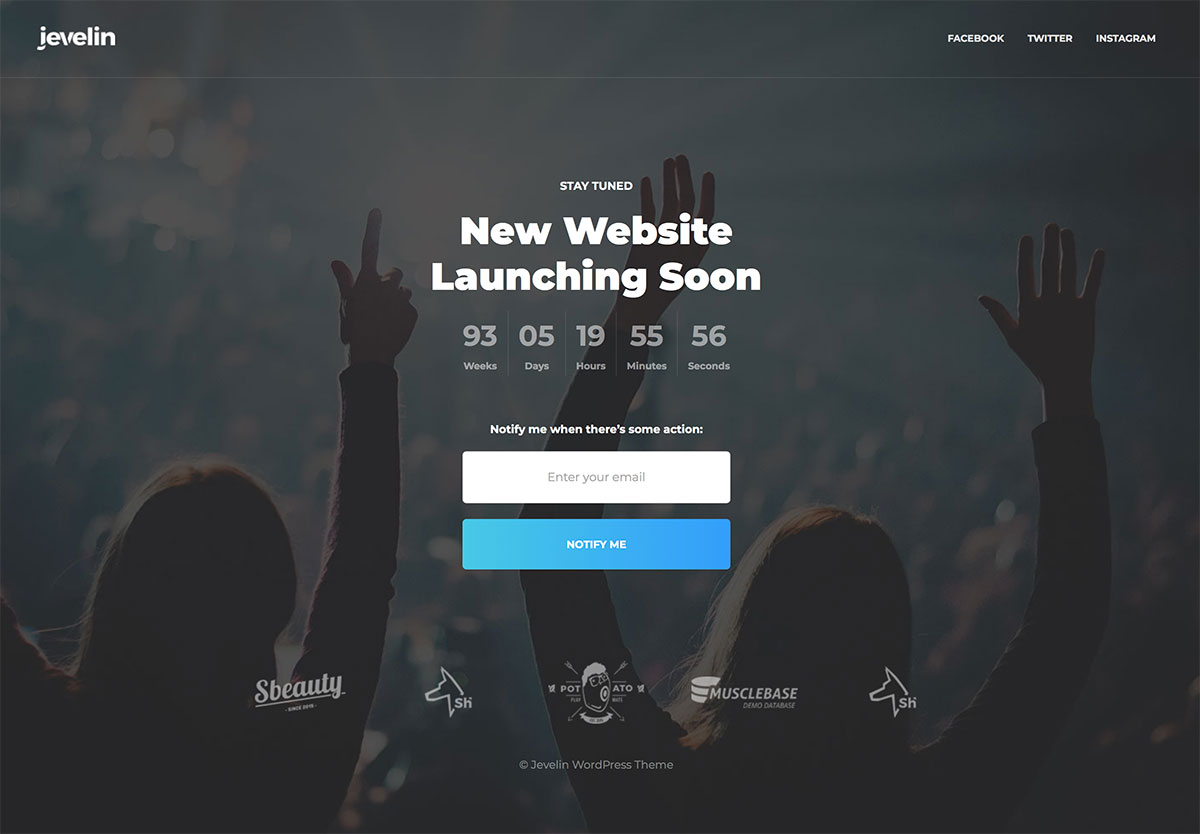 jevelin
FACEBOOK TWITTER INSTAGRAM
STAY TUNED
New Website
Launching Soon
93 05 19 55 56
Weeks Days Hours Minutes Seconds
Notify me when there's some action:
Enter your email
NOTIFY ME
Sbeauty
- SINCE 2015 -
Sh
POT ATO
PLAY MATE
MUSCLEBASE
DEMO DATABASE
Sh
© Jevelin WordPress Theme